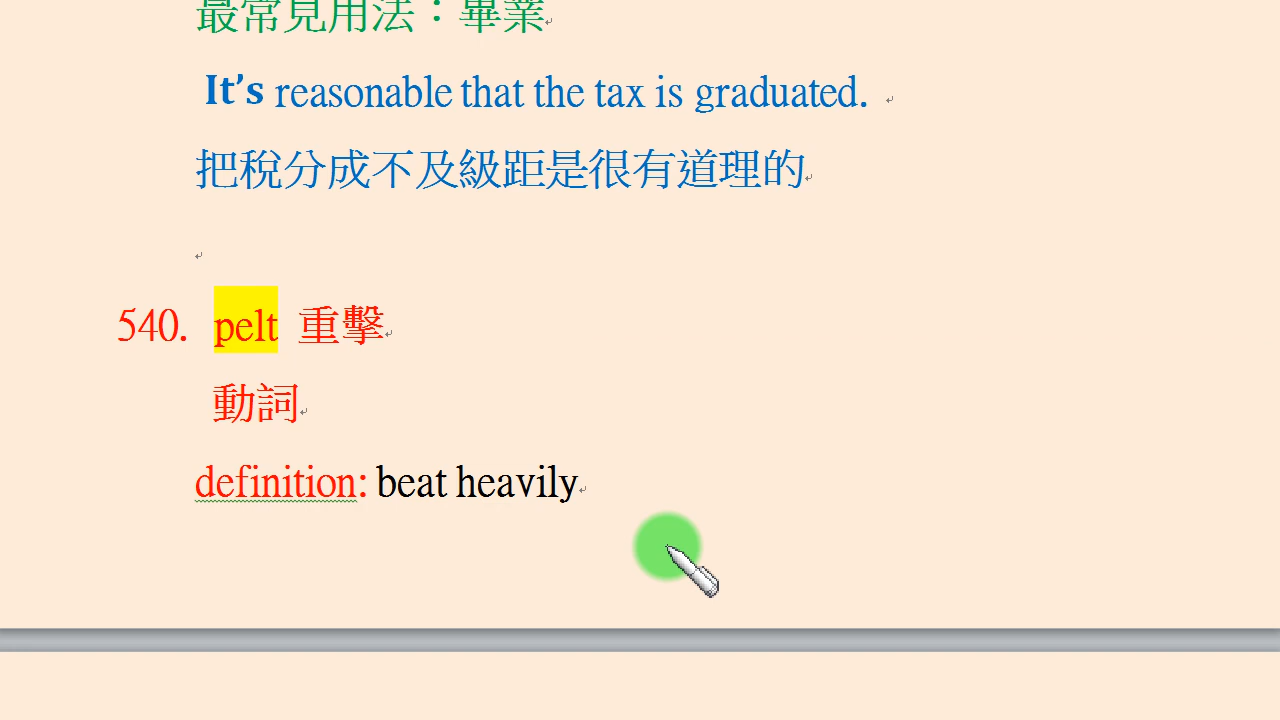 最常見用法：畢業
It's reasonable that the tax is graduated.
把稅分成不及級距是很有道理的
540. pelt 重擊
動詞
definition: beat heavily